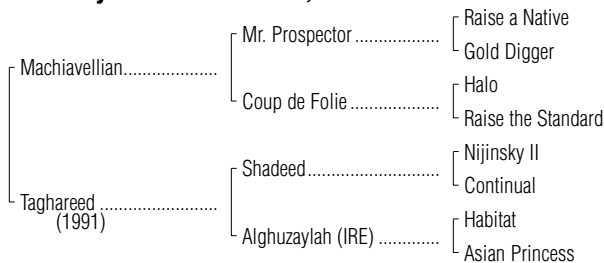 Raise a Native
Mr. Prospector ....................
Gold Digger
Machiavellian.....................
Halo
Coup de Folie .....................
Raise the Standard
Nijinsky II
Shadeed..............................
Continual
Taghareed ..........................
(1991)
Habitat
Alghuzaylah (IRE) ..............
Asian Princess